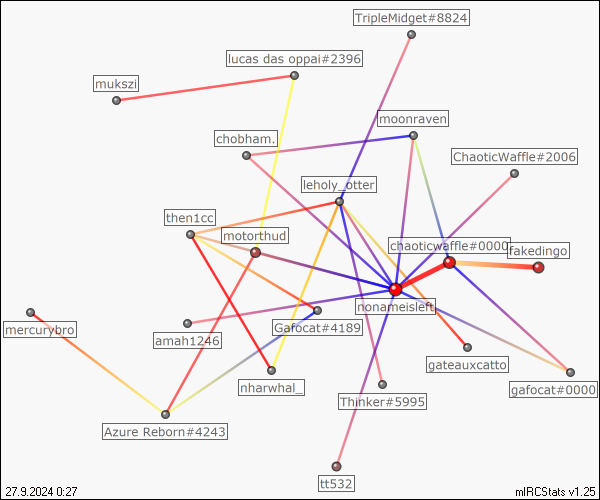 TripleMidget#8824
lucas das oppai#2396
mukszi
moonraven
chobham.
ChaoticWaffle#2006
leholy_otter
then1cc
motorthud
chaoticwaffle#0000
fakedingo
nonameisleft
mercurybro
Gafocat#4189
amah1246
gateauxcatto
nharwhal_
gafocat#0000
Thinker#5995
Azure Reborn#4243
tt532
27.9.2024 0:27
mIRCStats v1.25